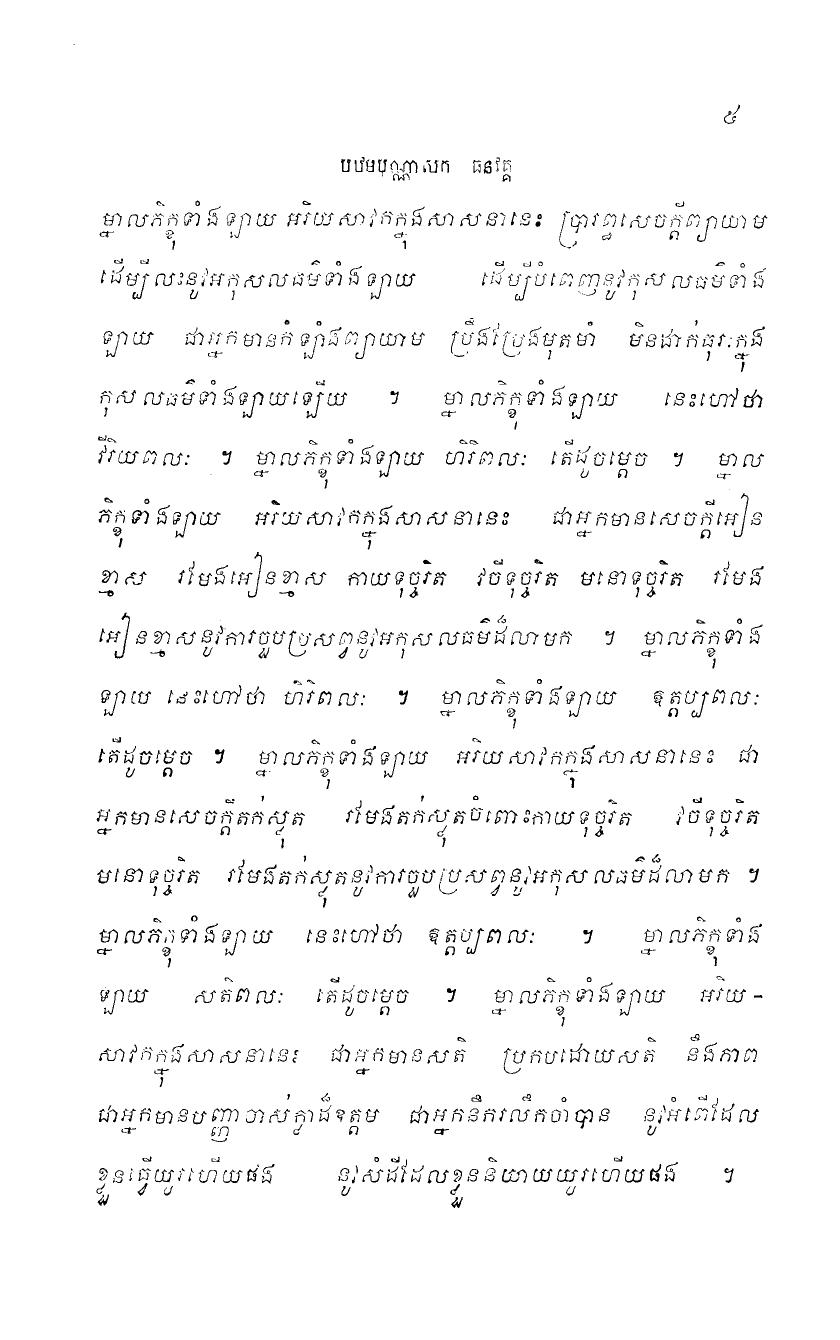 ៥
បឋមបុណ្ណាសក ធនវគ្គ
ម្នាលភិក្ខុទាំងឡាយ អរិយសាវកក្នុងសាសនានេះ ប្រារព្ធសេចក្តីព្យាយាម
ដើម្បីលះនូវអកុសលធម៌ទាំងឡាយ ដើម្បីបំពេញនូវកុសលធម៌ទាំង
ឡាយ ជាអ្នកមានកំឡាំងព្យាយាម ប្រឹងប្រែងមុតមាំ មិនដាក់ធុរៈក្នុង
កុសលធម៌ទាំងឡាយឡើយ ។ ម្នាលភិក្ខុទាំងឡាយ នេះហៅថា
វីរិយពលៈ ។ ម្នាលភិក្ខុទាំងឡាយ ហិរិពលៈ តើដូចម្តេច ។ ម្នាល
ភិក្ខុទាំងឡាយ អរិយសាវកក្នុងសាសនានេះ ជាអ្នកមានសេចក្តីអៀន
ខ្មាស រមែងអៀនខ្មាស កាយទុច្ចរិត វចីទុច្ចរិត មនោទុច្ចរិត រមែង
អៀនខ្មាសនូវការចួបប្រសព្វនូវអកុសលធម៌ដ៏លាមក ។ ម្នាលភិក្ខុទាំង
ឡាយ នេះហៅថា ហិរិពលៈ ។ ម្នាលភិក្ខុទាំងឡាយ ឱត្តប្បពលៈ
តើដូចម្តេច ។ ម្នាលភិក្ខុទាំងឡាយ អរិយសាវកក្នុងសាសនានេះ ជា
អ្នកមានសេចក្តីតក់ស្លុត រមែងតក់ស្លុតចំពោះកាយទុច្ចរិត វចីទុច្ចរិត
មនោទុច្ចរិត រមែងតក់ស្លុតនូវការចួបប្រសព្វនូវអកុសលធម៌ដ៏លាមក ។
ម្នាលភិក្ខុទាំងឡាយ នេះហៅថា ឱត្តប្បពលៈ ។ ម្នាលភិក្ខុទាំង
ឡាយ សតិពលៈ តើដូចម្តេច ។ ម្នាលភិក្ខុទាំងឡាយ អរិយ-
សាវកក្នុងសាសនានេះ ជាអ្នកមានសតិ ប្រកបដោយសតិ នឹងភាព
ជាអ្នកមានបញ្ញាចាស់ក្លាដ៏ឧត្តម ជាអ្នកនឹករលឹកចាំបាន នូវអំពើដែល
ខ្លួនធ្វើយូរហើយផង នូវសំដីដែលខ្លួននិយាយយូរហើយផង ។